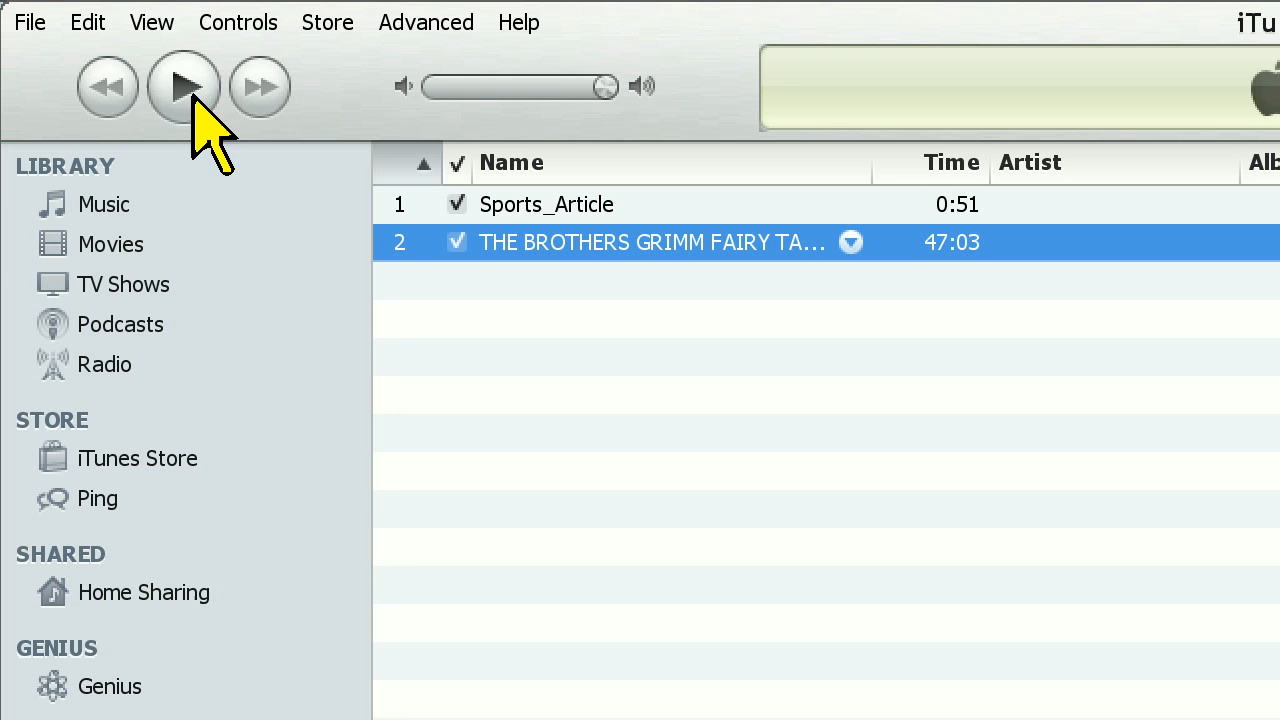 File Edit View Controls Store Advanced Help
iTu
LIBRARY
Music
Movies
TV Shows
Podcasts
Radio
STORE
iTunes Store
Ping
SHARED
Home Sharing
GENIUS
Genius
Name Time Artist Alb
1 Sports_Article 0:51
2 THE BROTHERS GRIMM FAIRY TA... 47:03